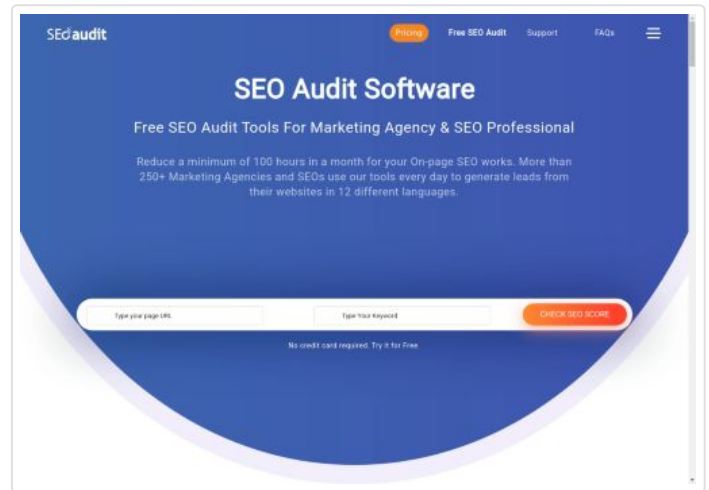 SEOaudit
Pricing Free SEO Audit Support FAQs
SEO Audit Software
Free SEO Audit Tools For Marketing Agency & SEO Professional
Reduce a minimum of 100 hours in a month for your On-page SEO works. More than
250+ Marketing Agencies and SEOs use our tools every day to generate leads from
their websites in 12 different languages.
Type your page URL Type Your Keyword CHECK SEO SCORE
No credit card required. Try it for Free